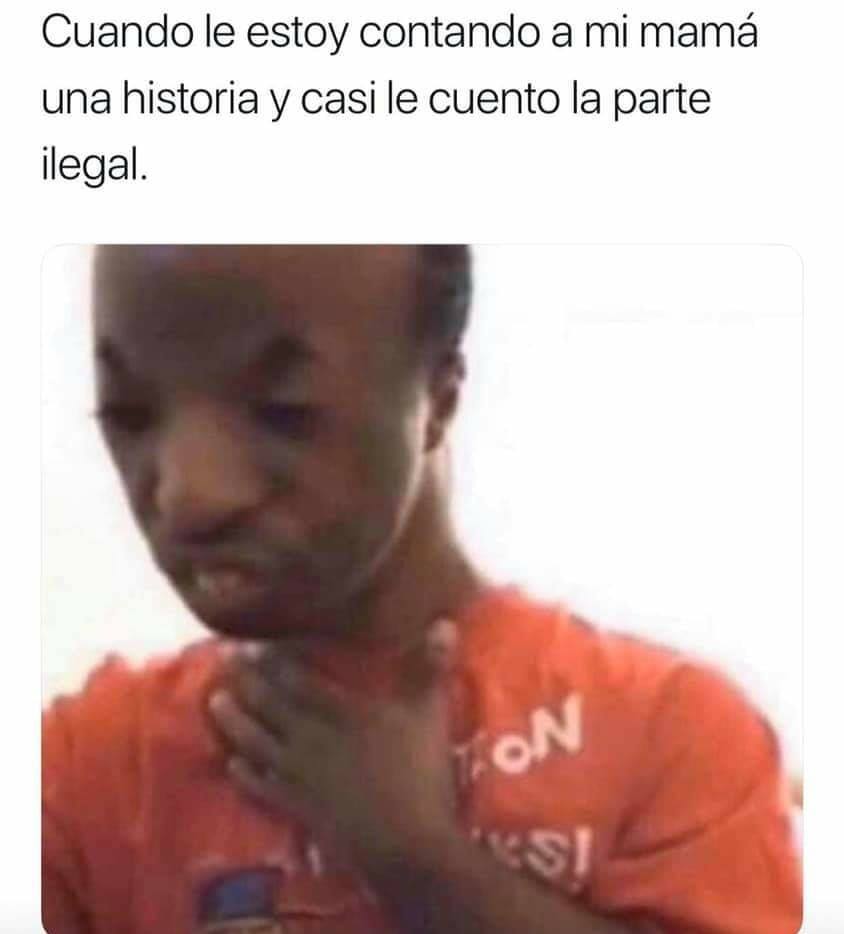 Cuando le estoy contando a mi mamá
una historia y casi le cuento la parte
ilegal.